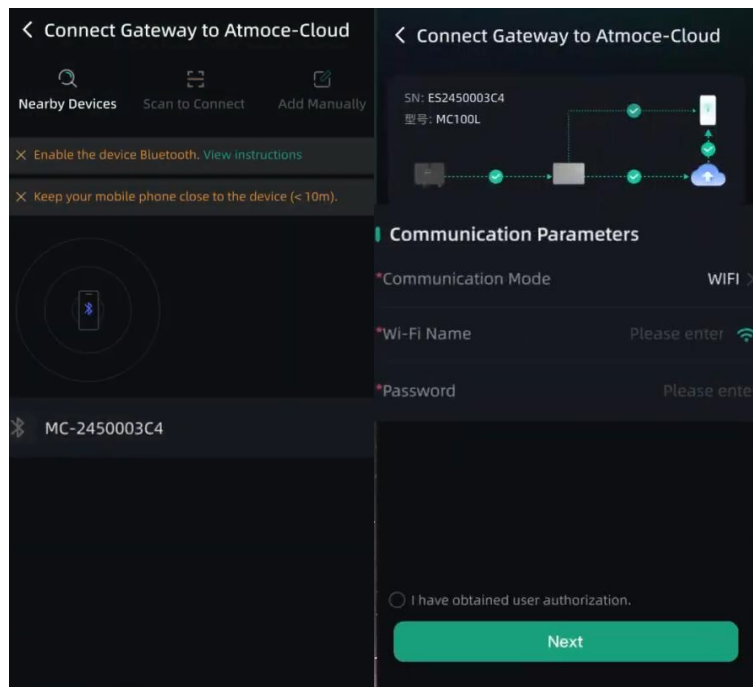 Connect Gateway to Atmoce-Cloud
Nearby Devices
Scan to Connect
Add Manually
Enable the device Bluetooth. View instructions
Keep your mobile phone close to the device (< 10m).
MC-2450003C4
Connect Gateway to Atmoce-Cloud
SN: ES2450003C4
型号: MC100L
Communication Parameters
*Communication Mode WIFI
*Wi-Fi Name Please enter
*Password Please ente
I have obtained user authorization.
Next